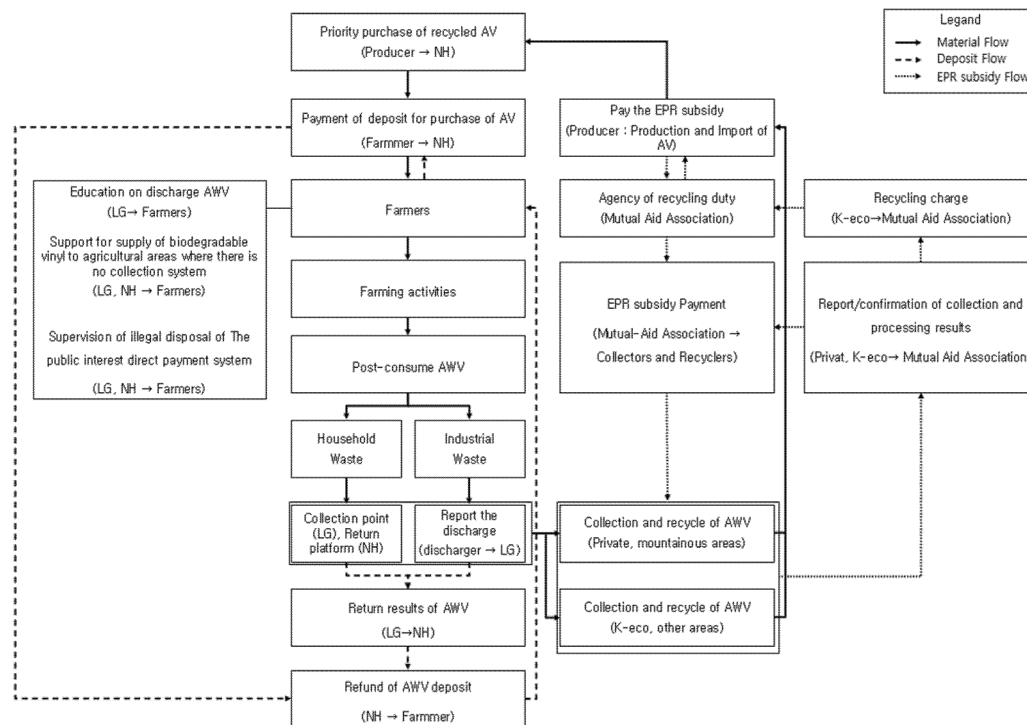 Legand
Material Flow
Deposit Flow
EPR subsidy Flow
Priority purchase of recycled AV
(Producer → NH)
Payment of deposit for purchase of AV
(Farmmer → NH)
Pay the EPR subsidy
(Producer : Production and Import of
AV)
Education on discharge AWV
(LG→ Farmers)
Support for supply of biodegradable
vinyl to agricultural areas where there is
no collection system
(LG, NH → Farmers)
Supervision of illegal disposal of The
public interest direct payment system
(LG, NH → Farmers)
Farmers
Agency of recycling duty
(Mutual Aid Association)
Recycling charge
(K-eco→Mutual Aid Association)
Farming activities
EPR subsidy Payment
(Mutual-Aid Association →
Collectors and Recyclers)
Report/confirmation of collection and
processing results
(Privat, K-eco→ Mutual Aid Association
Post-consume AWV
Household
Waste
Industrial
Waste
Collection point
(LG), Return
platform (NH)
Report the
discharge
(discharger → LG)
Collection and recycle of AWV
(Private, mountainous areas)
Return results of AWV
(LG→NH)
Collection and recycle of AWV
(K-eco, other areas)
Refund of AWV deposit
(NH → Farmmer)